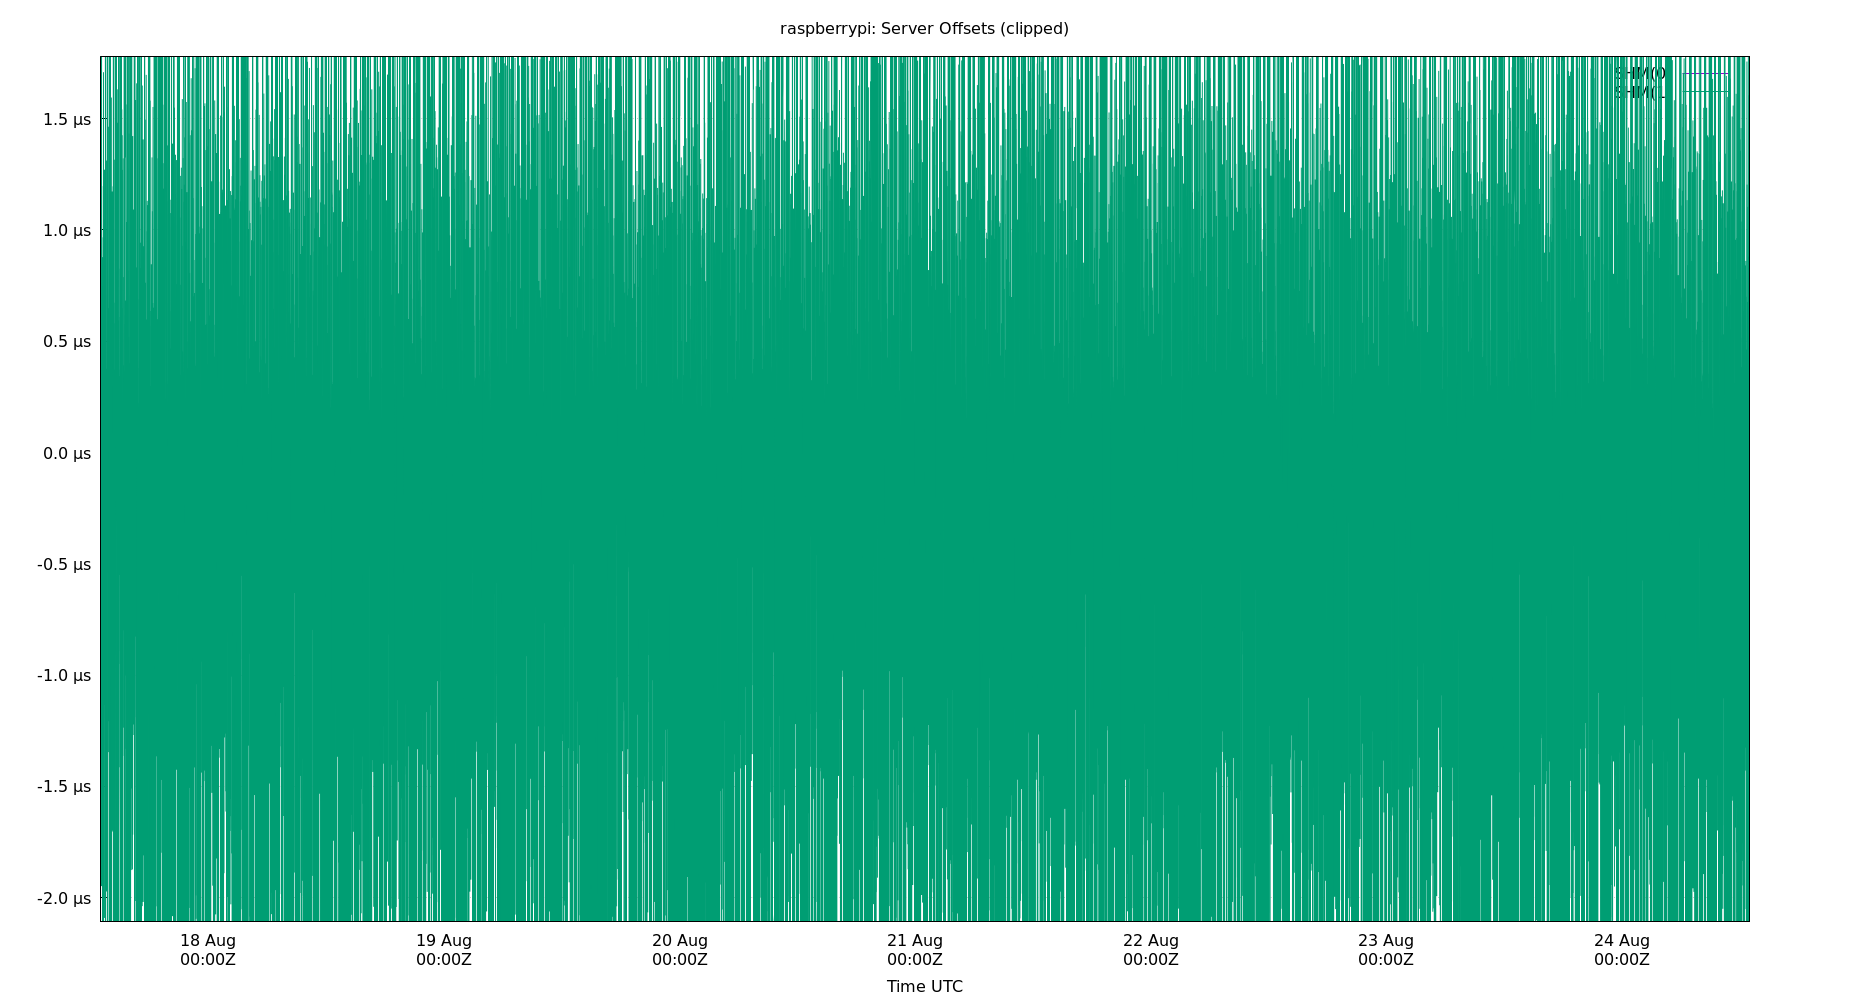 raspberrypi: Server Offsets (clipped)
SHM(0
SHM(
1.5 µs
1.0 µs
0.5 µs
0.0 µs
-0.5 µs
-1.0 µs
-1.5 µs
-2.0 µs
18 Aug 19 Aug 20 Aug 21 Aug 22 Aug 23 Aug 24 Aug
00:00Z 00:00Z 00:00Z 00:00Z 00:00Z 00:00Z 00:00Z
Time UTC